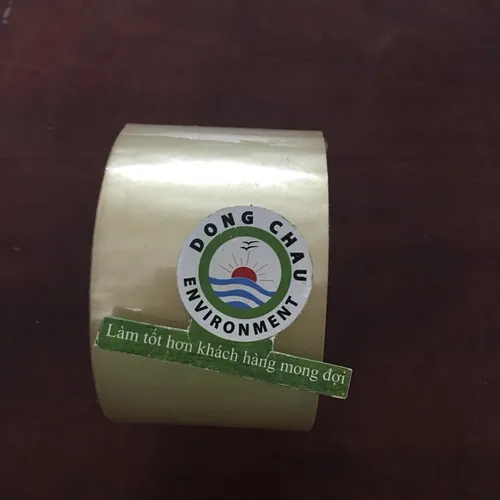 DONG CHAU
ENVIRONMENT
Làm tốt hơn khách hàng mong đợi